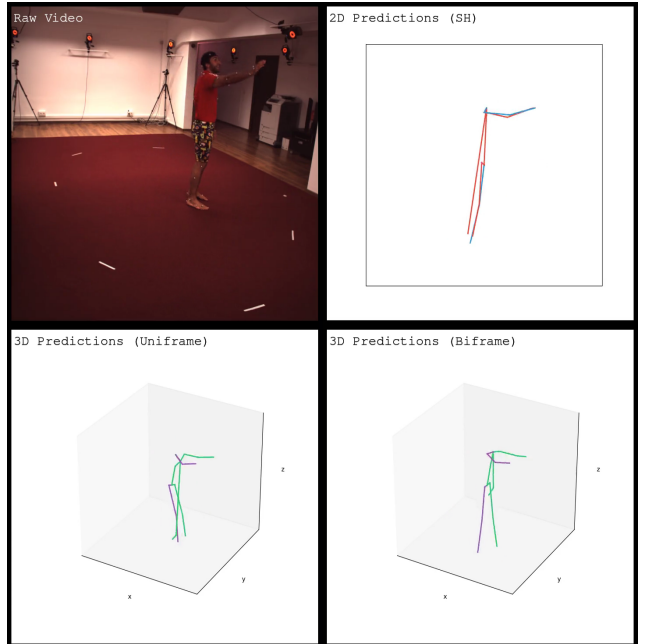 Raw Video
2D Predictions (SH)
3D Predictions (Uniframe)
z
y
x
3D Predictions (Biframe)
z
y
x